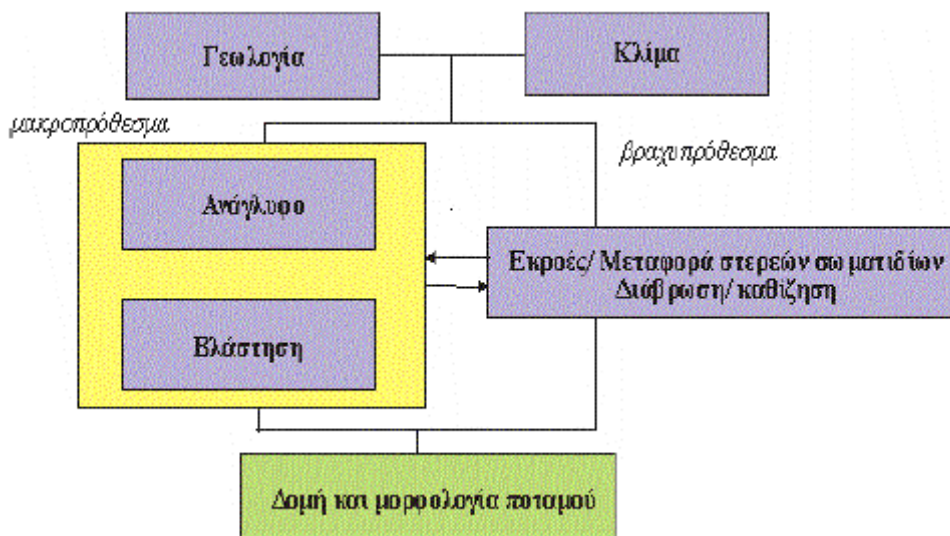 Γεωλογία
Κλίμα
μακροπρόθεσμα
βραχυπρόθεσμα
Ανάγλυφο
Εκροές/ Μεταφορά στερεών σωματιδίων
Διάβρωση/ καθίζηση
Βλάστηση
Δομή και μορφολογία ποταμού